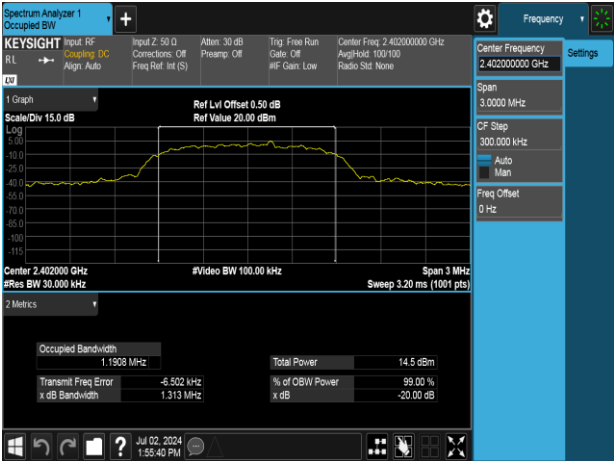 Spectrum Analyzer 1
Occupied BW
+
Frequency
KEYSIGHT
RL
LXI
Input: RF
Coupling: DC
Align: Auto
Input Z: 50 Ω
Corrections: Off
Freq Ref: Int (S)
Atten: 30 dB
Preamp: Off
Trig: Free Run
Gate: Off
#IF Gain: Low
Center Freq: 2.402000000 GHz
Avg|Hold: 100/100
Radio Std: None
Center Frequency
2.402000000 GHz
Settings
Span
3.0000 MHz
CF Step
300.000 kHz
Auto
Man
Freq Offset
0 Hz
1 Graph
Scale/Div 15.0 dB
Ref Lvl Offset 0.50 dB
Ref Value 20.00 dBm
Log
5.00
-10.0
-25.0
-40.0
-55.0
-70.0
-85.0
-100
-115
Center 2.402000 GHz
#Video BW 100.00 kHz
Span 3 MHz
#Res BW 30.000 kHz
Sweep 3.20 ms (1001 pts)
2 Metrics
Occupied Bandwidth
1.1908 MHz
Total Power 14.5 dBm
Transmit Freq Error -6.502 kHz
% of OBW Power 99.00 %
x dB Bandwidth 1.313 MHz
x dB -20.00 dB
?
Jul 02, 2024
1:55:40 PM